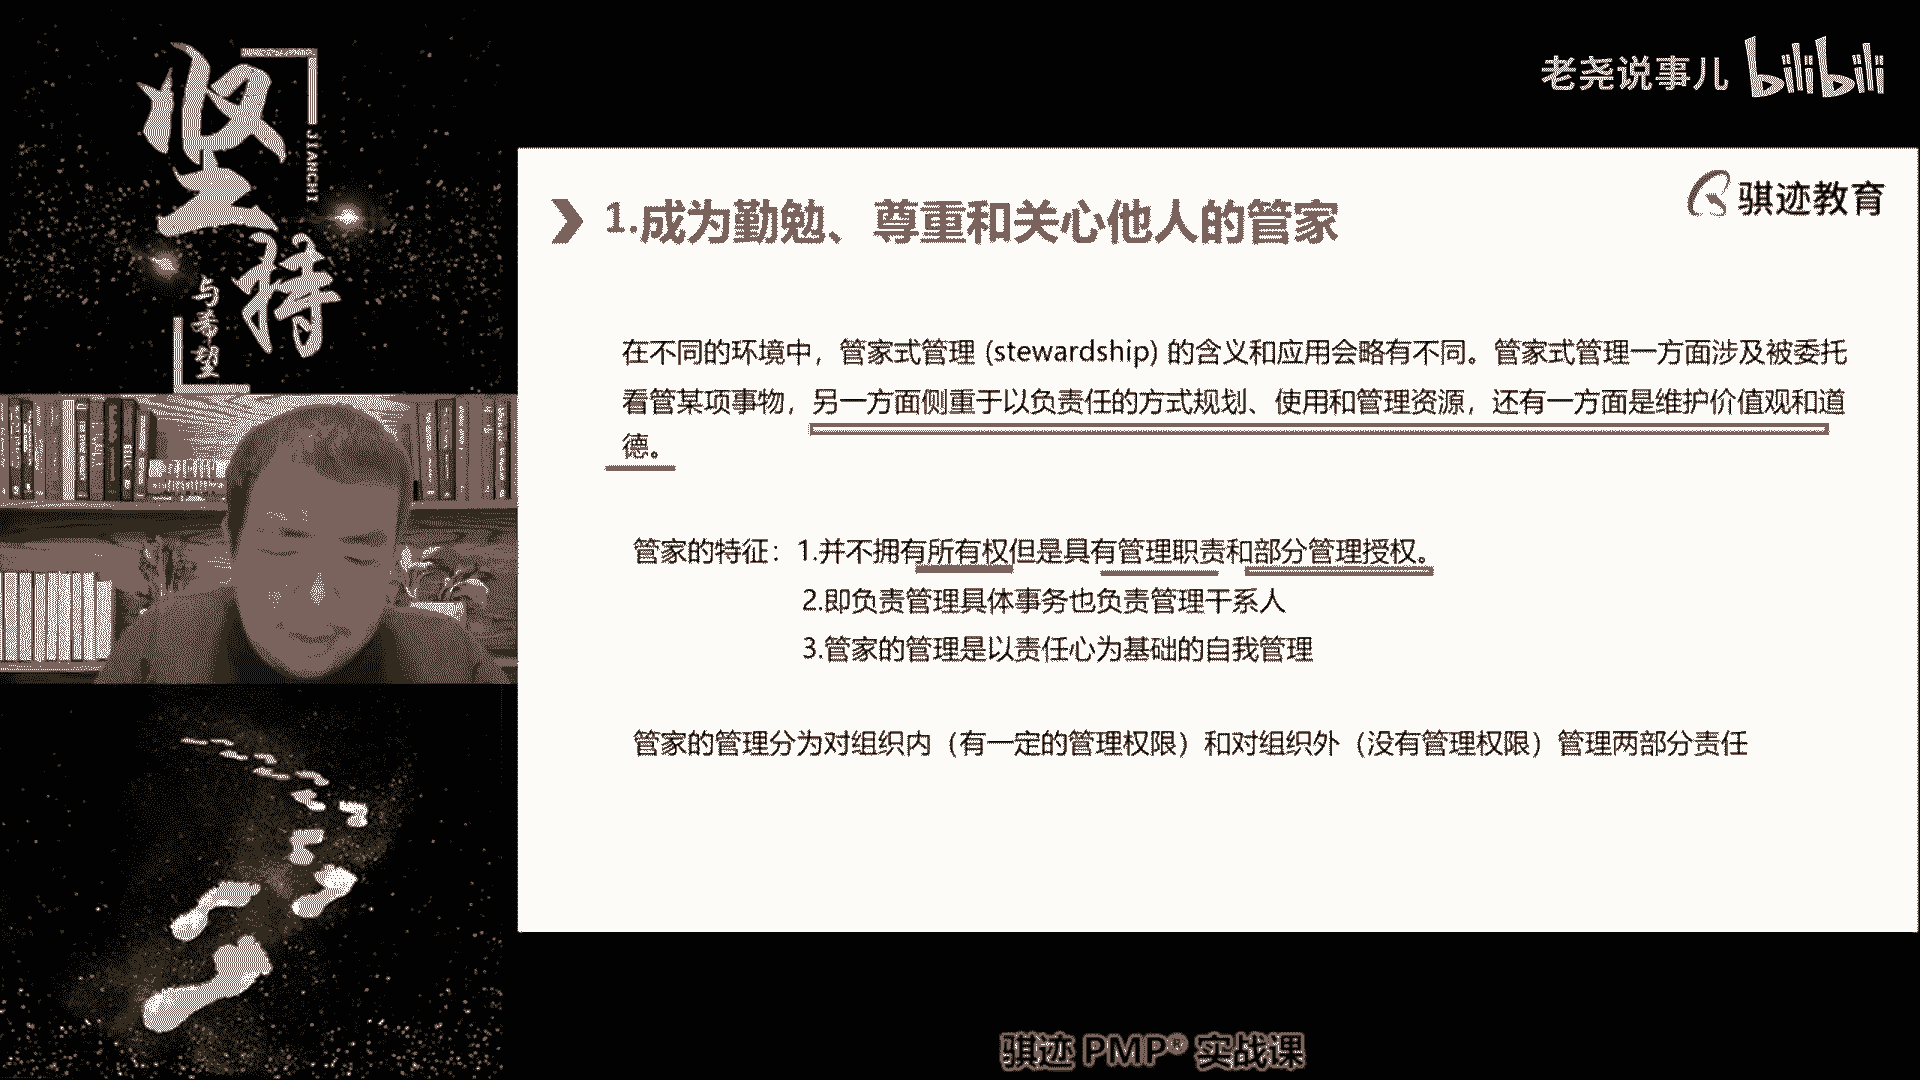 坚持
JIANCHI
与希望
老尧说事儿 bilibili
骐迹教育
1.成为勤勉、尊重和关心他人的管家
在不同的环境中，管家式管理 (stewardship) 的含义和应用会略有不同。管家式管理一方面涉及被委托
看管某项事物，另一方面侧重于以负责任的方式规划、使用和管理资源，还有一方面是维护价值观和道
德。
管家的特征：1.并不拥有所有权但是具有管理职责和部分管理授权。
2.即负责管理具体事务也负责管理干系人
3.管家的管理是以责任心为基础的自我管理
管家的管理分为对组织内（有一定的管理权限）和对组织外（没有管理权限）管理两部分责任
骐迹 PMP® 实战课